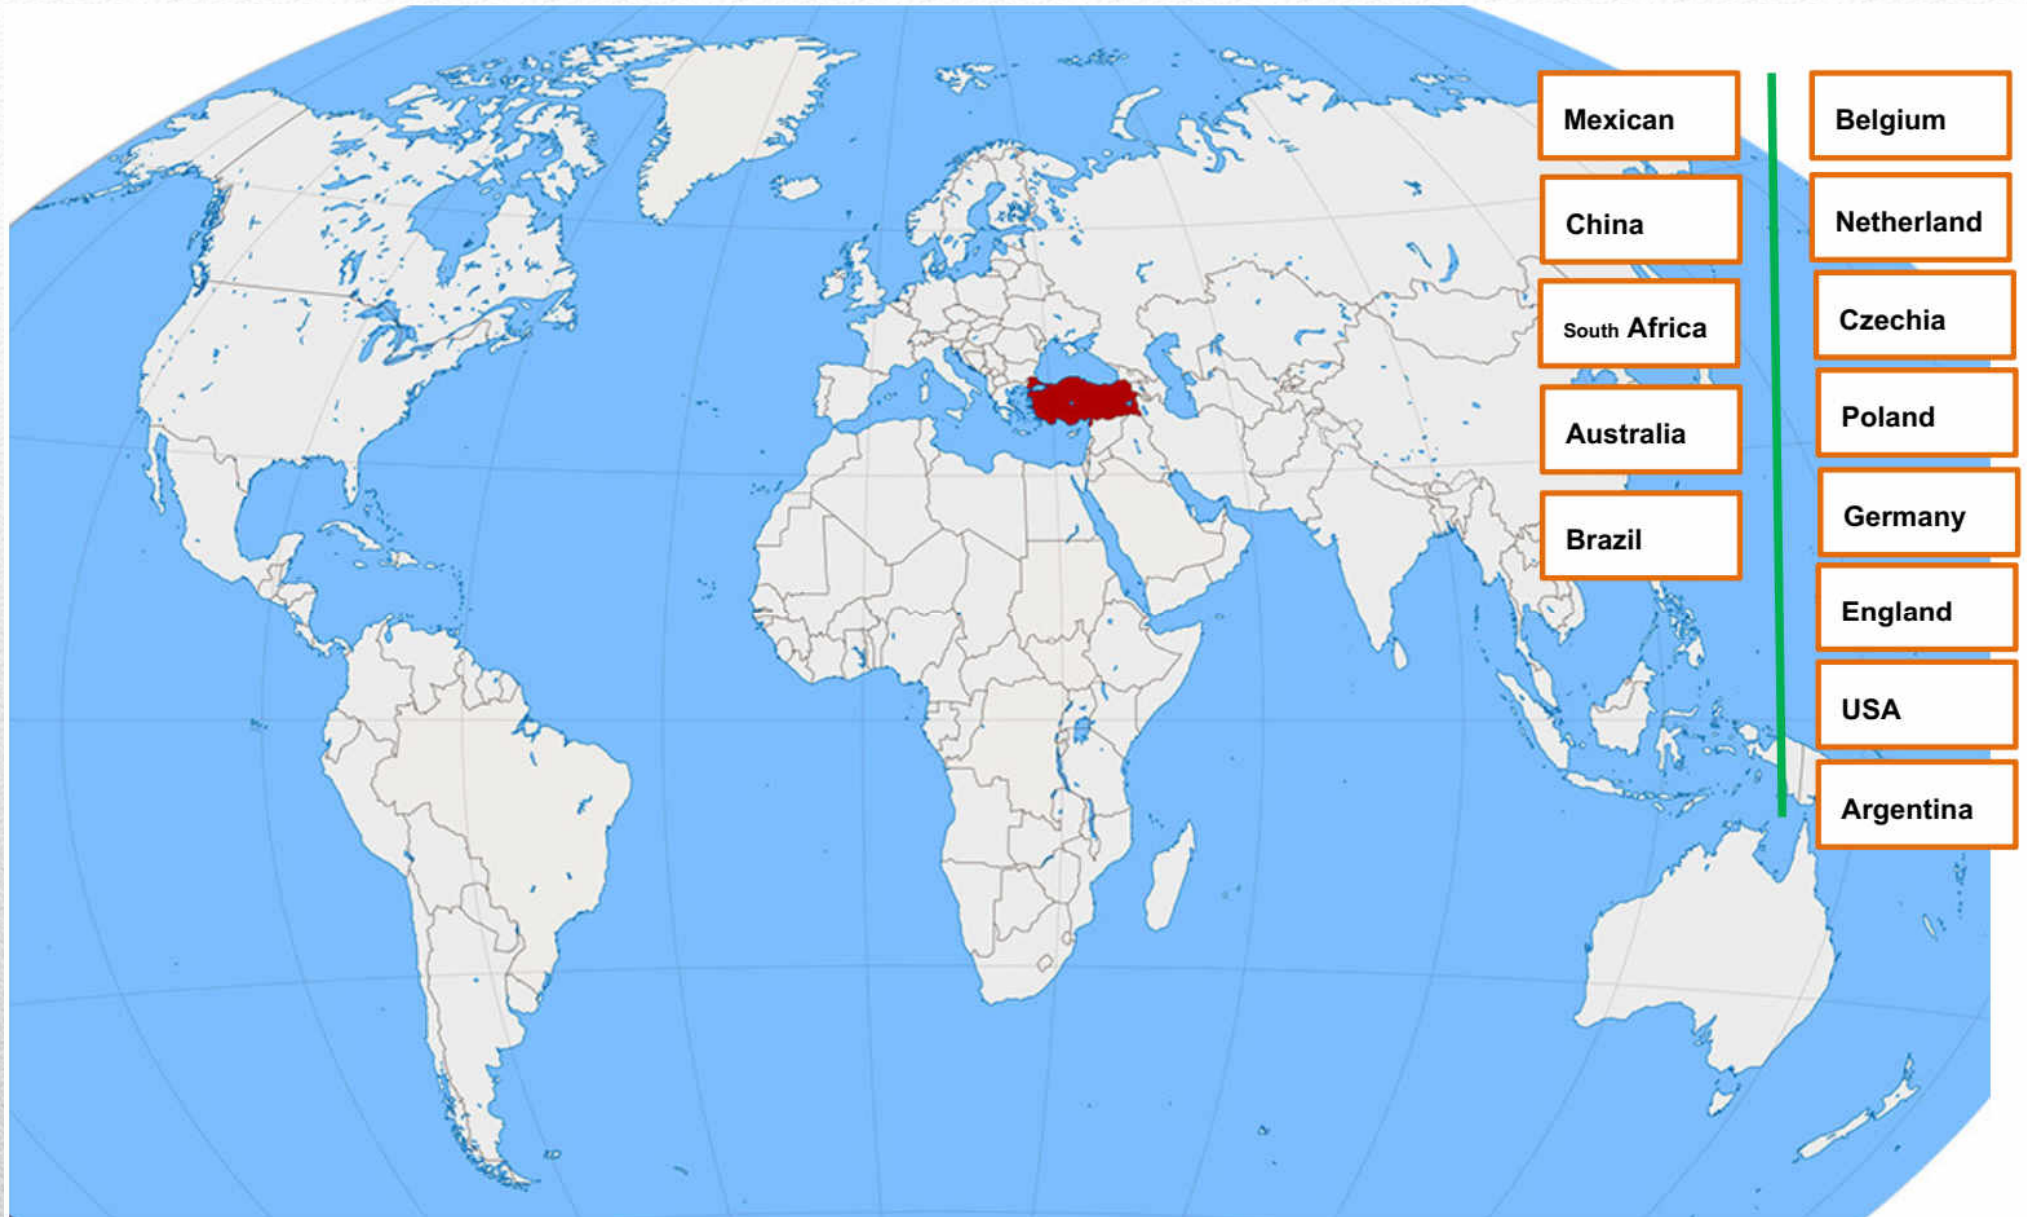 Mexican
China
South Africa
Australia
Brazil
Belgium
Netherland
Czechia
Poland
Germany
England
USA
Argentina